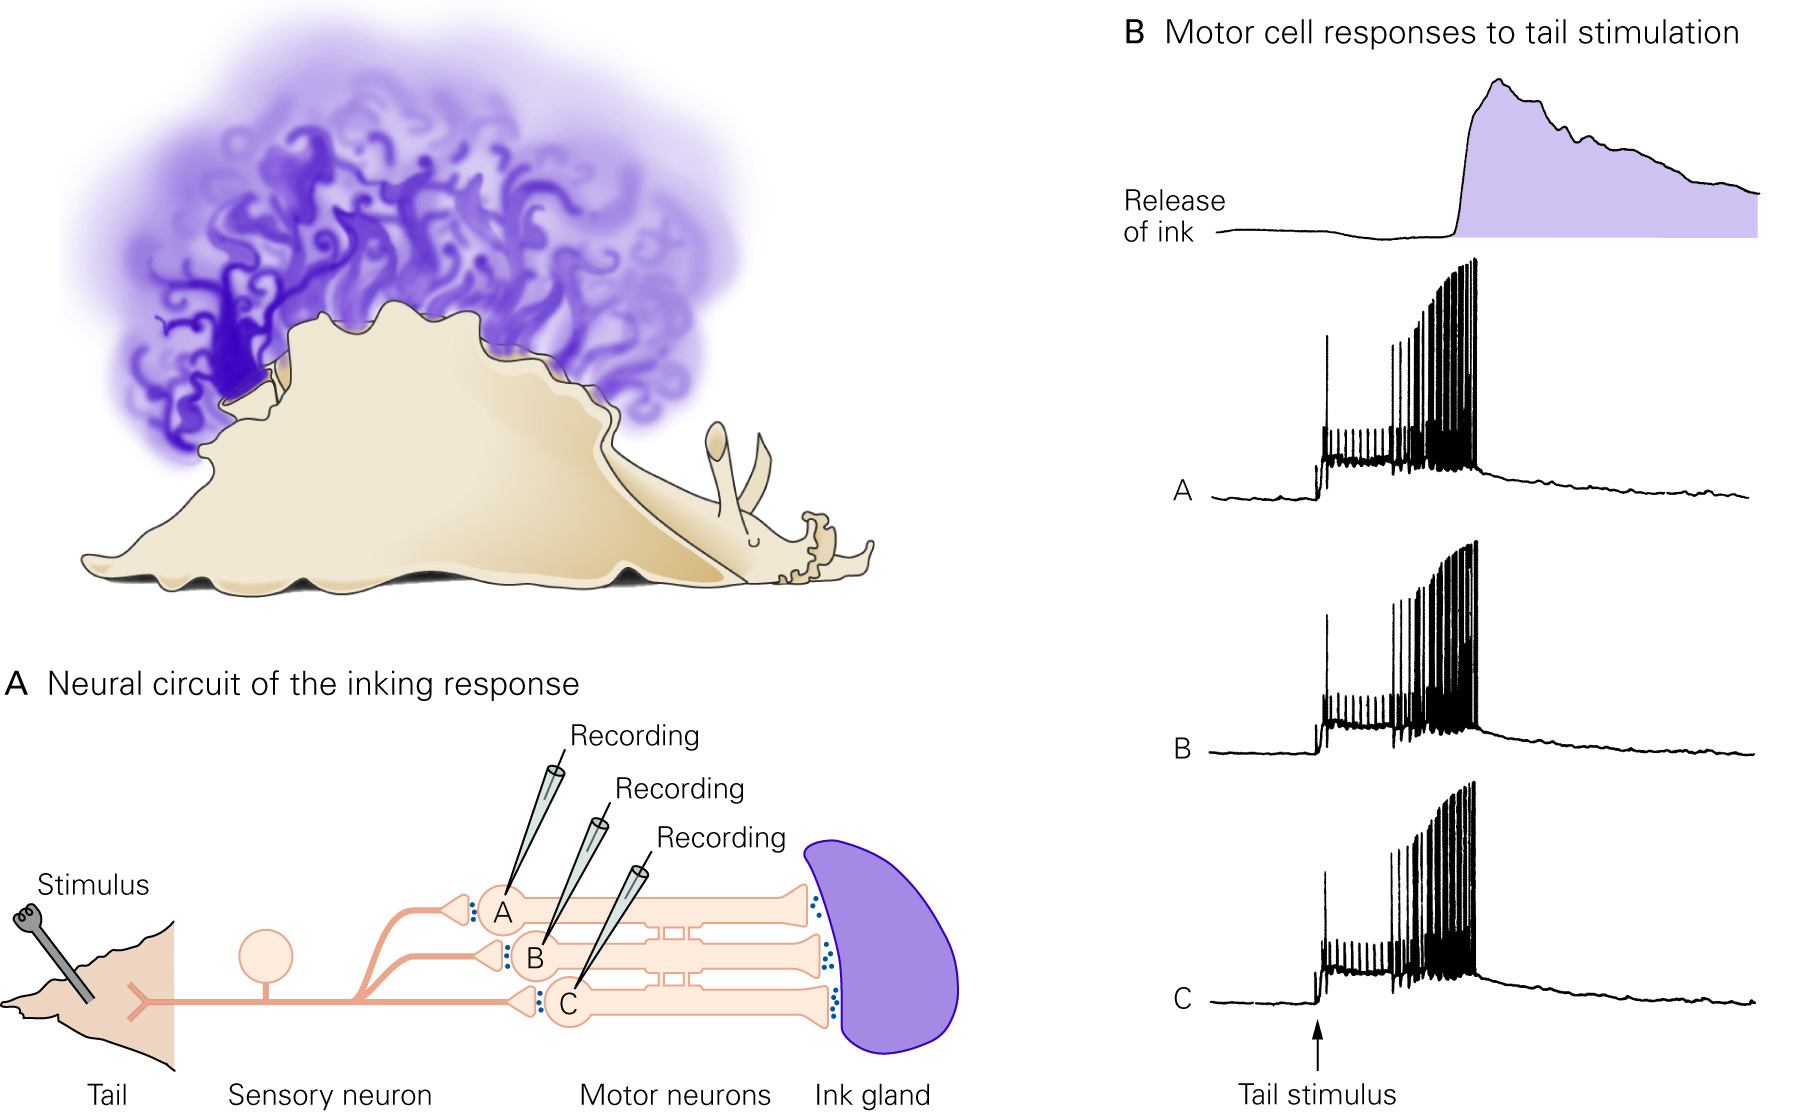 A Neural circuit of the inking response
Recording
Recording
Recording
Stimulus
A
B
C
Tail
Sensory neuron
Motor neurons
Ink gland
B Motor cell responses to tail stimulation
Release
of ink
A
B
C
Tail stimulus